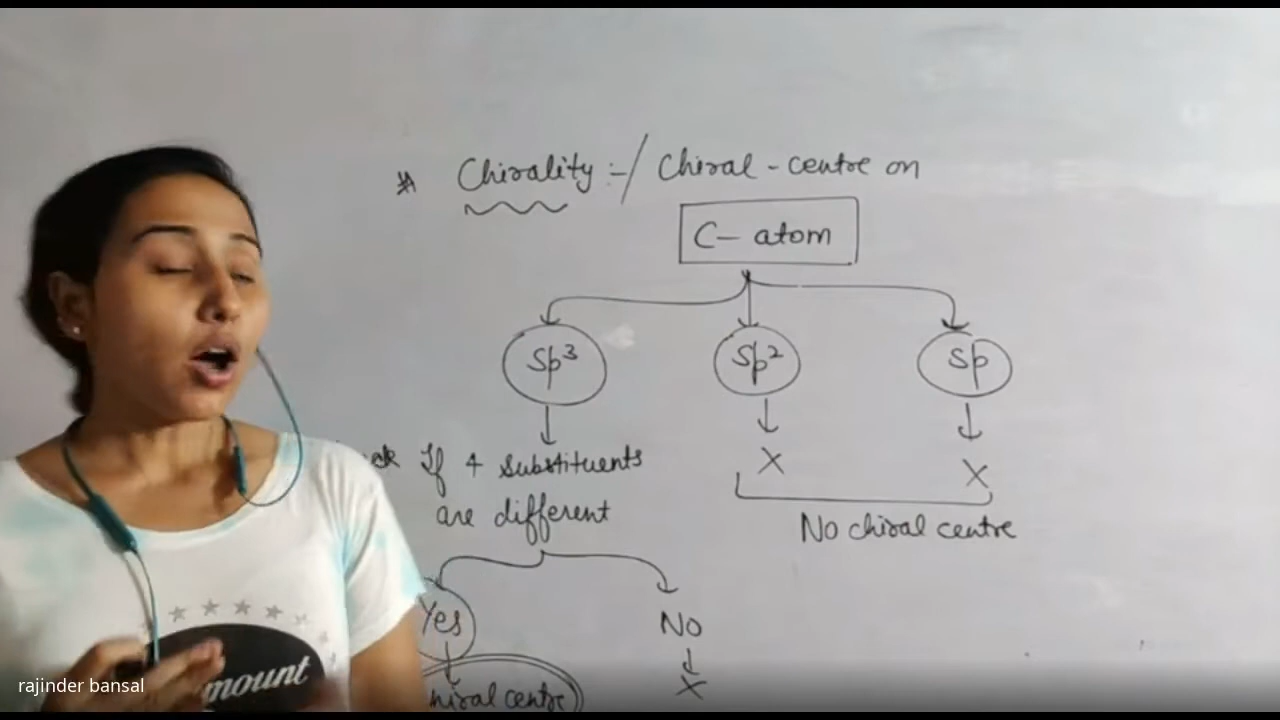 * Chirality :-/ Chiral-centre on
C- atom
Sp³ Sp² Sp
X X
If 4 substituents
are different
No chiral centre
Yes No
X
mount
rajinder bansal